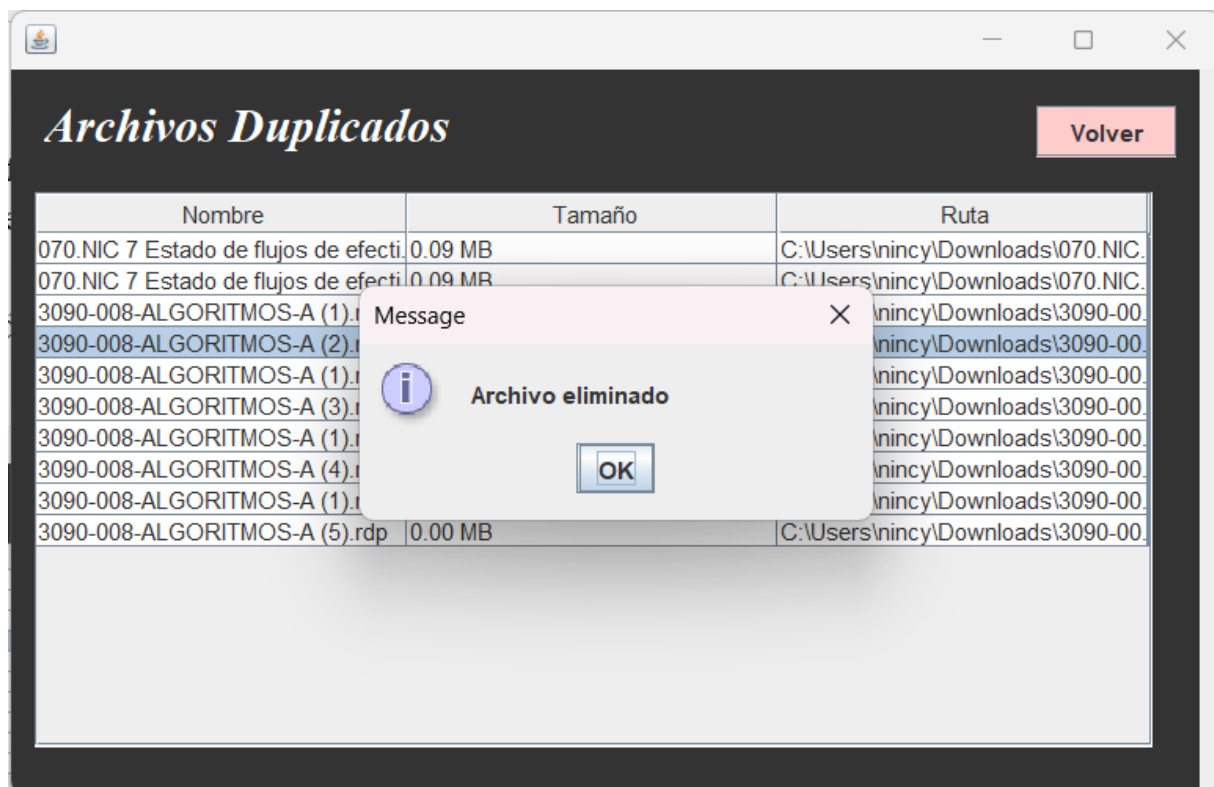 Archivos Duplicados
Volver
Nombre Tamaño Ruta
070.NIC 7 Estado de flujos de efecti. 0.09 MB C:\Users\nincy\Downloads\070.NIC.
070.NIC 7 Estado de flujos de efecti 0.09 MB C:\Users\nincy\Downloads\070.NIC.
Message
3090-008-ALGORITMOS-A (1).r \nincy\Downloads\3090-00.
3090-008-ALGORITMOS-A (2).r \nincy\Downloads\3090-00.
3090-008-ALGORITMOS-A (1).r \nincy\Downloads\3090-00.
Archivo eliminado
3090-008-ALGORITMOS-A (3).r \nincy\Downloads\3090-00.
3090-008-ALGORITMOS-A (1).r \nincy\Downloads\3090-00.
3090-008-ALGORITMOS-A (4).r \nincy\Downloads\3090-00.
OK
3090-008-ALGORITMOS-A (1).r \nincy\Downloads\3090-00.
3090-008-ALGORITMOS-A (5).rdp 0.00 MB C:\Users\nincy\Downloads\3090-00.